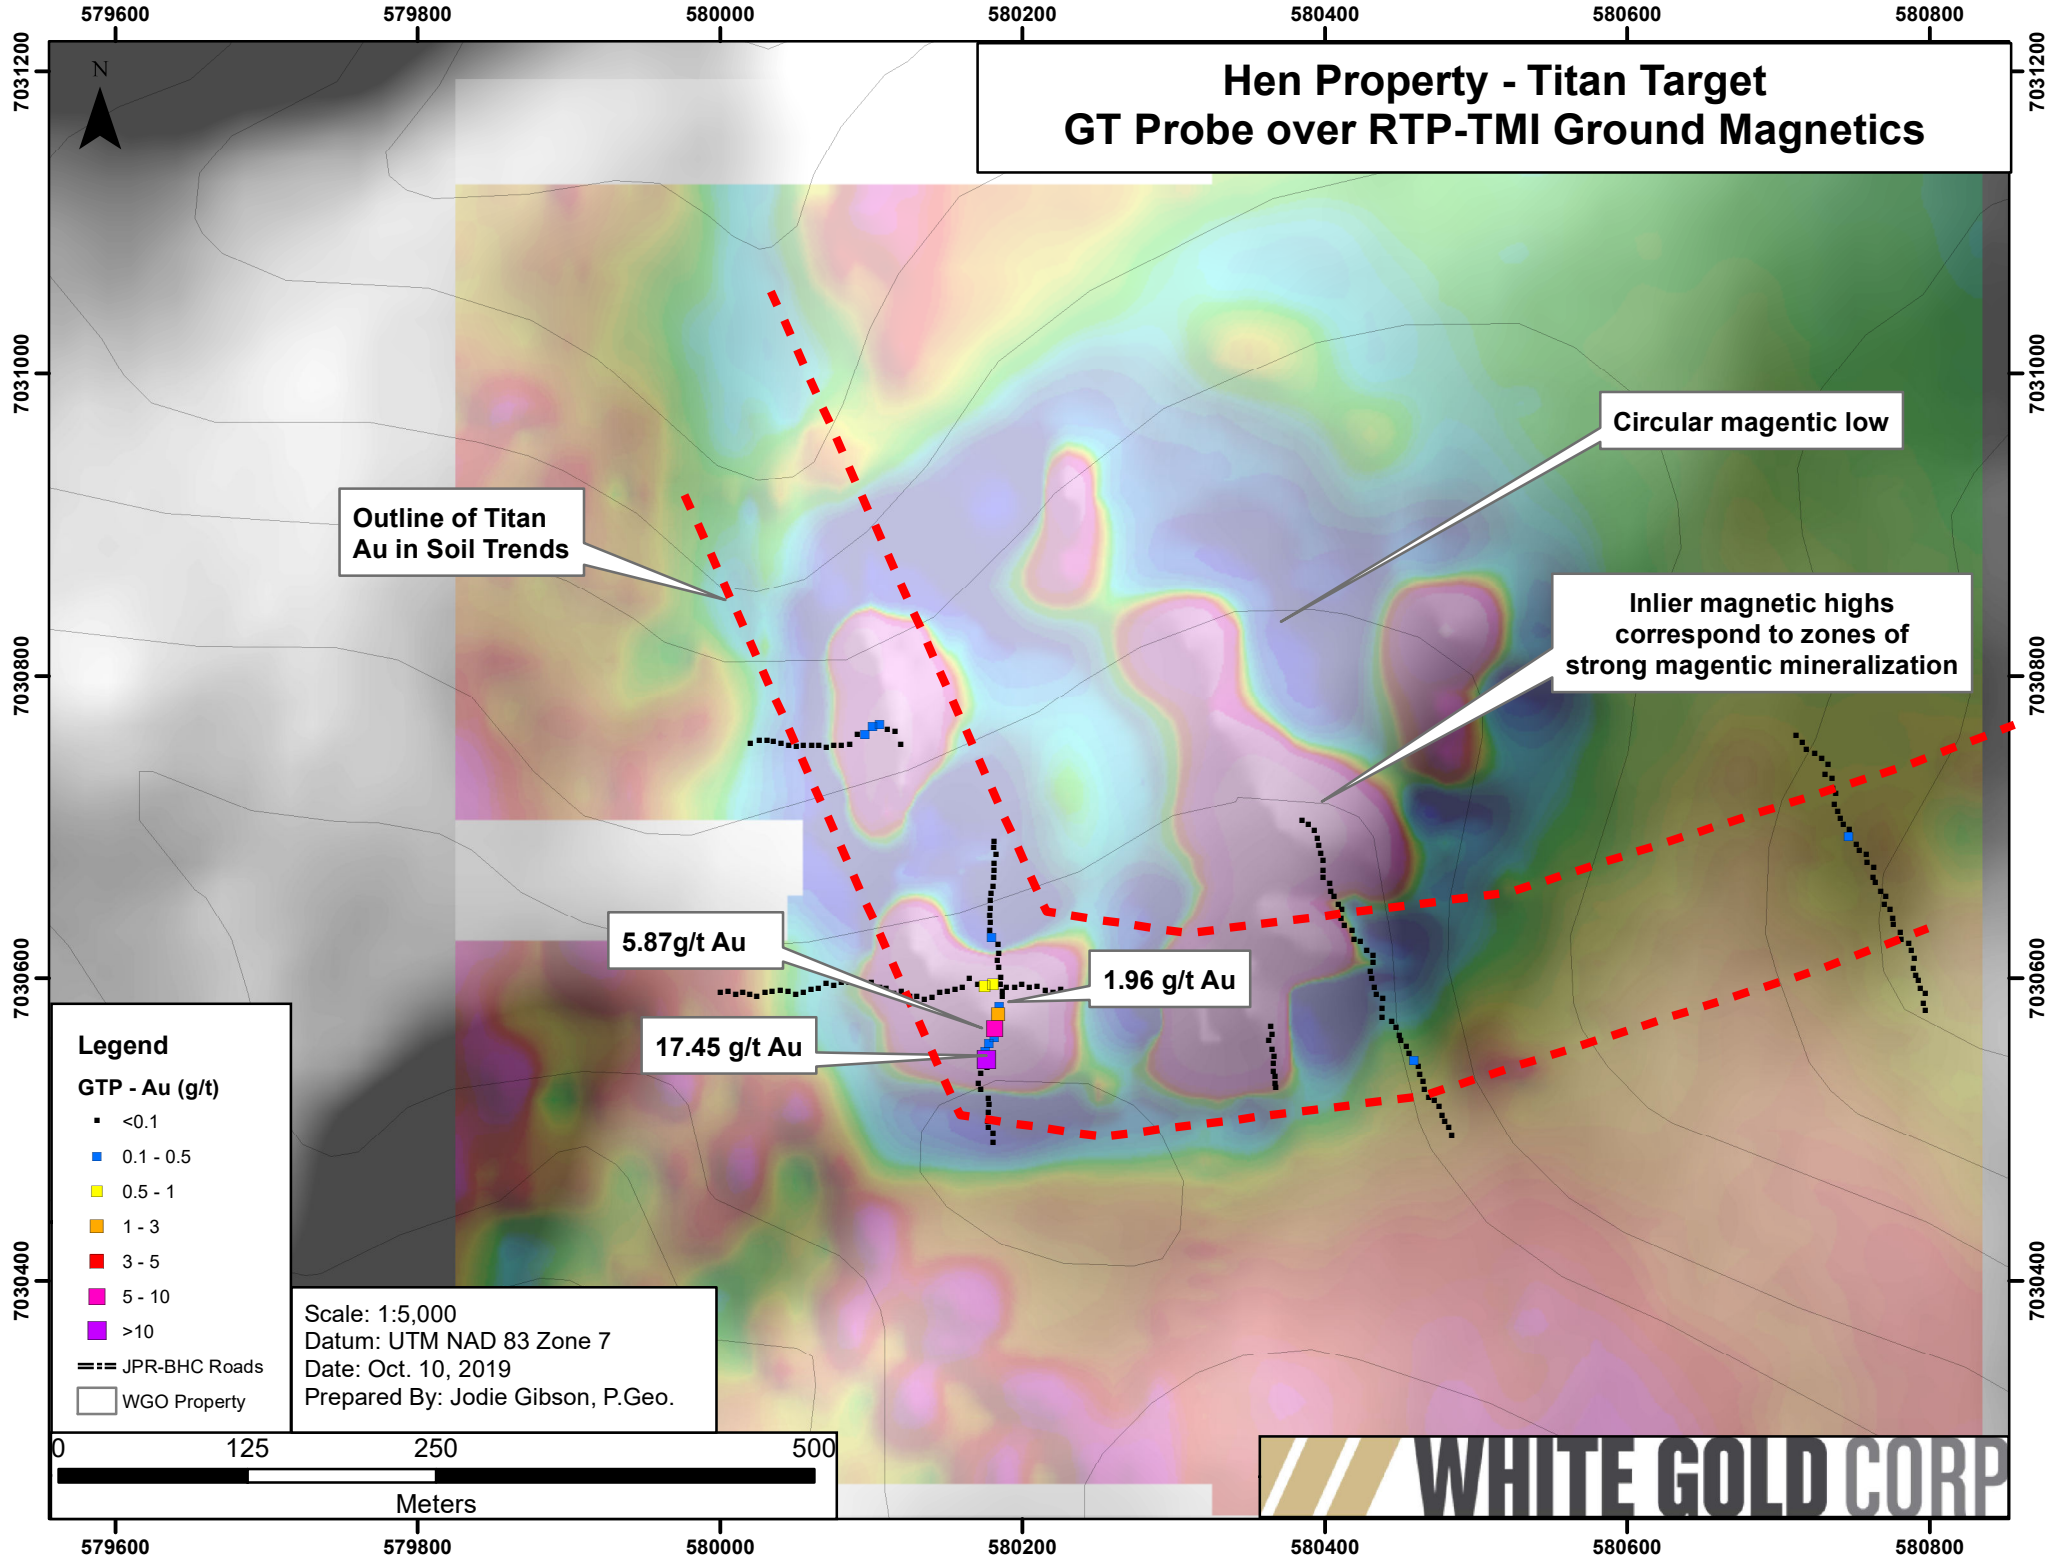 579600 579800 580000 580200 580400 580600 580800
7031200
7031200
N
Hen Property - Titan Target
GT Probe over RTP-TMI Ground Magnetics
7031000
7031000
Circular magentic low
Outline of Titan
Au in Soil Trends
Inlier magnetic highs
correspond to zones of
strong magentic mineralization
7030800
7030800
5.87g/t Au
1.96 g/t Au
17.45 g/t Au
7030600
7030600
Legend
GTP - Au (g/t)
<0.1
0.1 - 0.5
0.5 - 1
1 - 3
3 - 5
5 - 10
>10
JPR-BHC Roads
WGO Property
7030400
7030400
Scale: 1:5,000
Datum: UTM NAD 83 Zone 7
Date: Oct. 10, 2019
Prepared By: Jodie Gibson, P.Geo.
0 125 250 500
Meters
WHITE GOLD CORP
579600 579800 580000 580200 580400 580600 580800